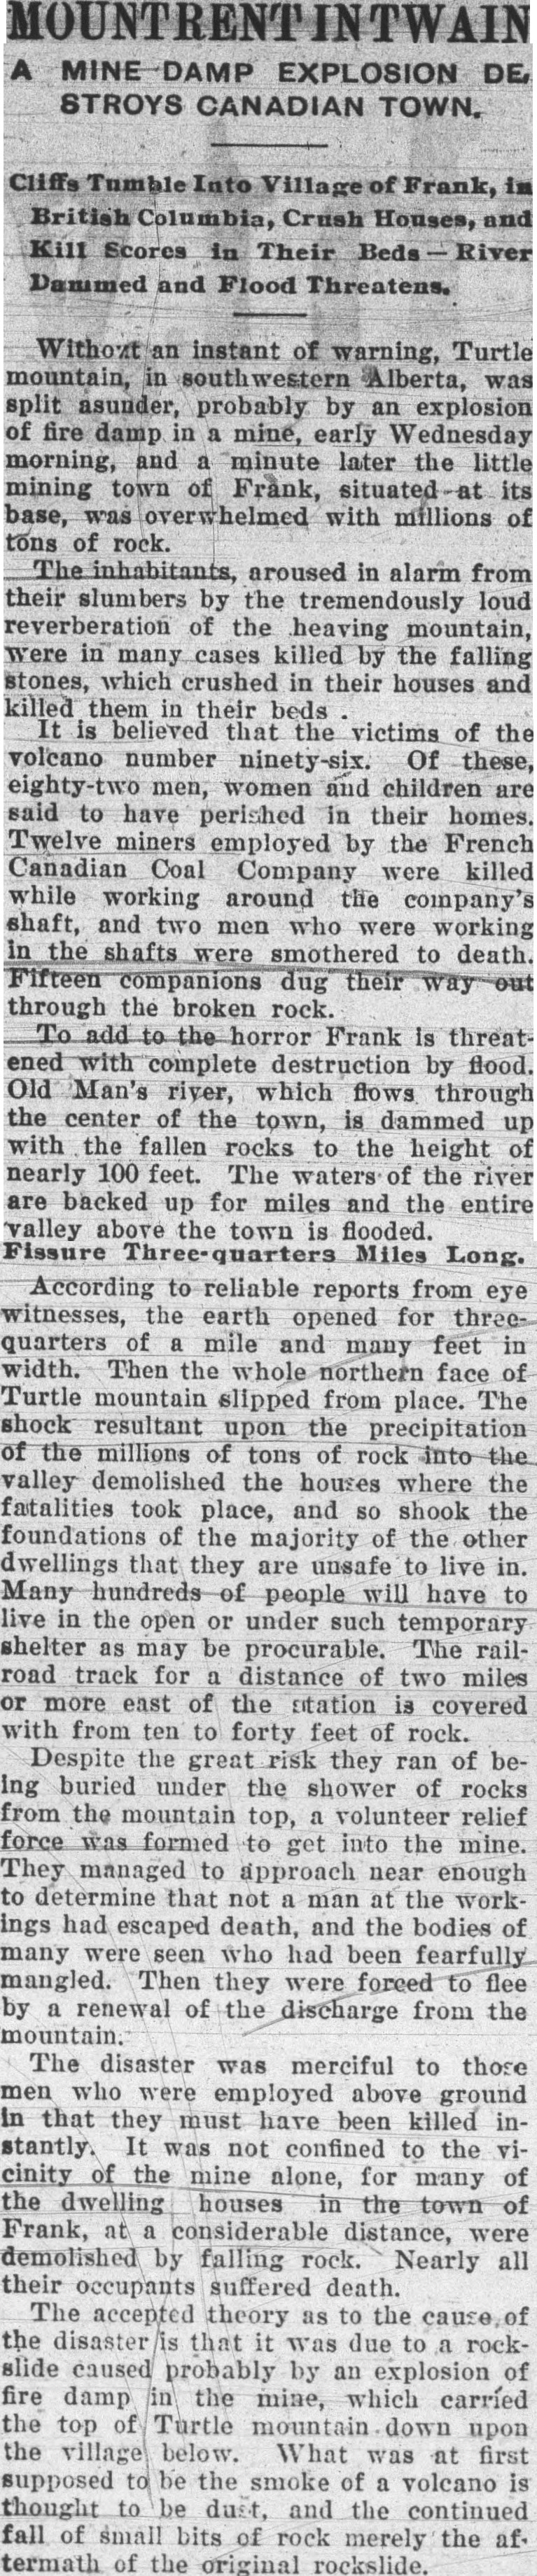 MOUNT RENT IN TWAIN
A MINE DAMP EXPLOSION DE-
STROYS CANADIAN TOWN.
Cliffs Tumble Into Village of Frank, in
British Columbia, Crush Houses, and
Kill Scores in Their Beds — River
Dammed and Flood Threatens.
Without an instant of warning, Turtle
mountain, in southwestern Alberta, was
split asunder, probably by an explosion
of fire damp in a mine, early Wednesday
morning, and a minute later the little
mining town of Frank, situated at its
base, was overwhelmed with millions of
tons of rock.
The inhabitants, aroused in alarm from
their slumbers by the tremendously loud
reverberation of the heaving mountain,
were in many cases killed by the falling
stones, which crushed in their houses and
killed them in their beds .
It is believed that the victims of the
volcano number ninety-six. Of these,
eighty-two men, women and children are
said to have perished in their homes.
Twelve miners employed by the French
Canadian Coal Company were killed
while working around the company's
shaft, and two men who were working
in the shafts were smothered to death.
Fifteen companions dug their way out
through the broken rock.
To add to the horror Frank is threat-
ened with complete destruction by flood.
Old Man's river, which flows through
the center of the town, is dammed up
with the fallen rocks to the height of
nearly 100 feet. The waters of the river
are backed up for miles and the entire
valley above the town is flooded.
Fissure Three-quarters Miles Long.
According to reliable reports from eye
witnesses, the earth opened for three-
quarters of a mile and many feet in
width. Then the whole northern face of
Turtle mountain slipped from place. The
shock resultant upon the precipitation
of the millions of tons of rock into the
valley demolished the houses where the
fatalities took place, and so shook the
foundations of the majority of the other
dwellings that they are unsafe to live in.
Many hundreds of people will have to
live in the open or under such temporary
shelter as may be procurable. The rail-
road track for a distance of two miles
or more east of the station is covered
with from ten to forty feet of rock.
Despite the great risk they ran of be-
ing buried under the shower of rocks
from the mountain top, a volunteer relief
force was formed to get into the mine.
They managed to approach near enough
to determine that not a man at the work-
ings had escaped death, and the bodies of
many were seen who had been fearfully
mangled. Then they were forced to flee
by a renewal of the discharge from the
mountain.
The disaster was merciful to those
men who were employed above ground
in that they must have been killed in-
stantly. It was not confined to the vi-
cinity of the mine alone, for many of
the dwelling houses in the town of
Frank, at a considerable distance, were
demolished by falling rock. Nearly all
their occupants suffered death.
The accepted theory as to the cause of
the disaster is that it was due to a rock-
slide caused probably by an explosion of
fire damp in the mine, which carried
the top of Turtle mountain down upon
the village below. What was at first
supposed to be the smoke of a volcano is
thought to be dust, and the continued
fall of small bits of rock merely the af-
termath of the original rockslide.